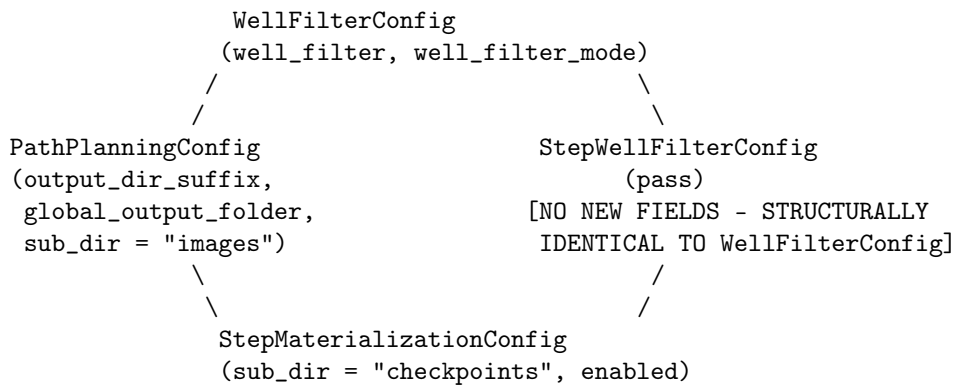 WellFilterConfig
(well_filter, well_filter_mode)
/ \
/ \
PathPlanningConfig StepWellFilterConfig
(output_dir_suffix, (pass)
global_output_folder, [NO NEW FIELDS - STRUCTURALLY
sub_dir = "images") IDENTICAL TO WellFilterConfig]
\ /
\ /
StepMaterializationConfig
(sub_dir = "checkpoints", enabled)